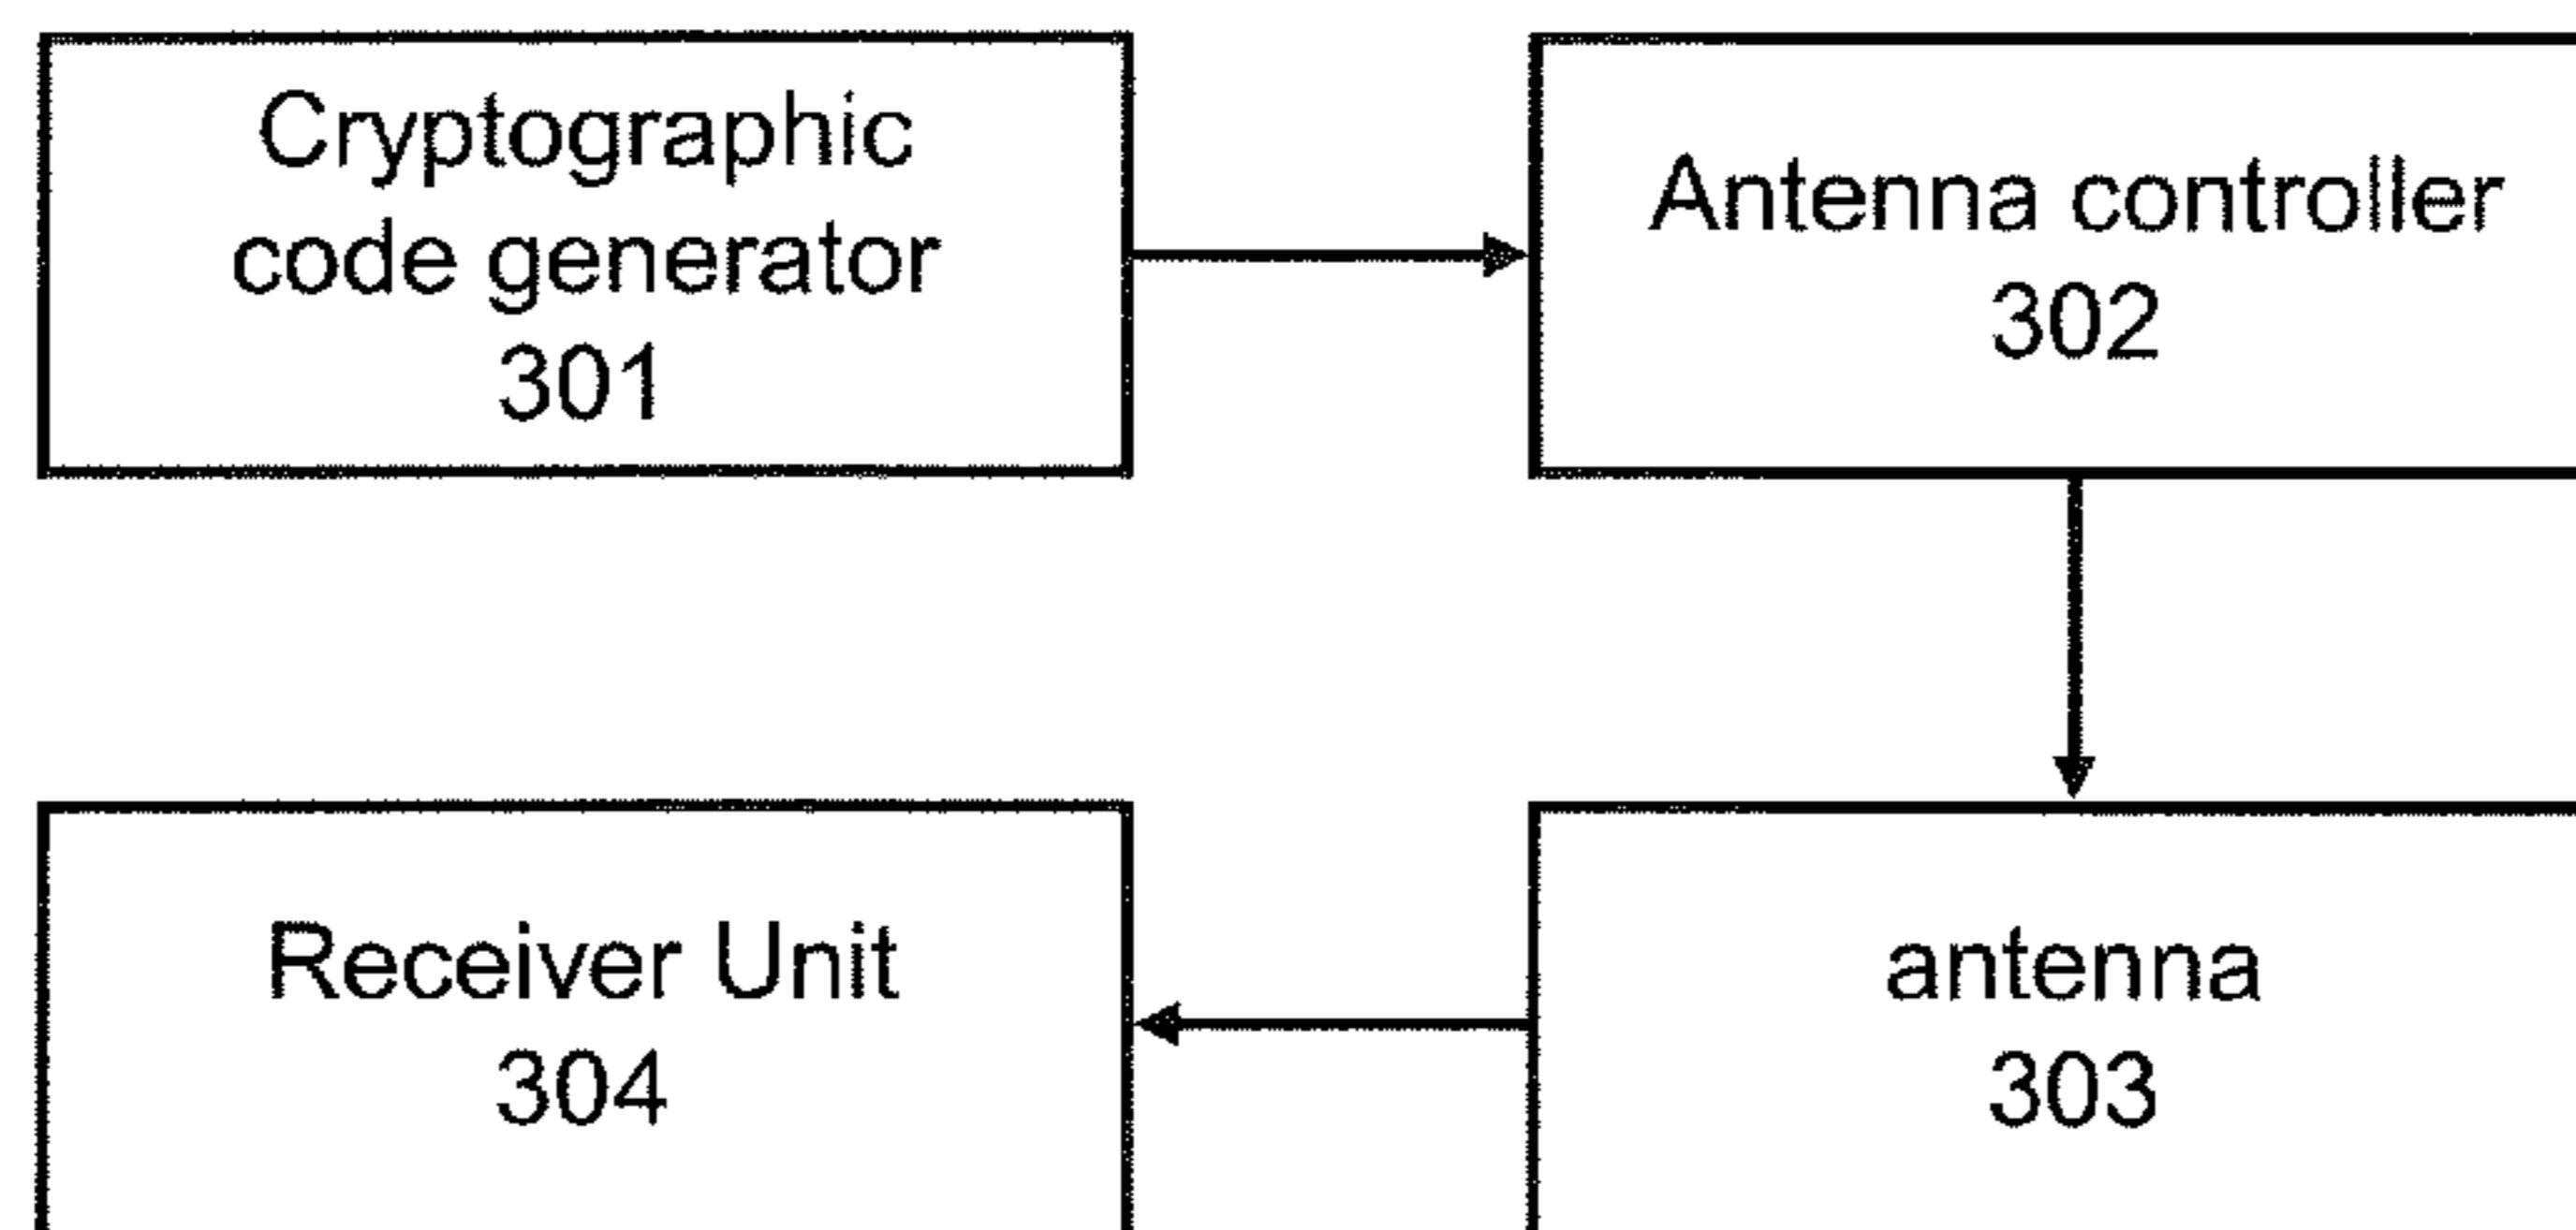 Cryptographic
code generator
301
Antenna controller
302
Receiver Unit
304
antenna
303